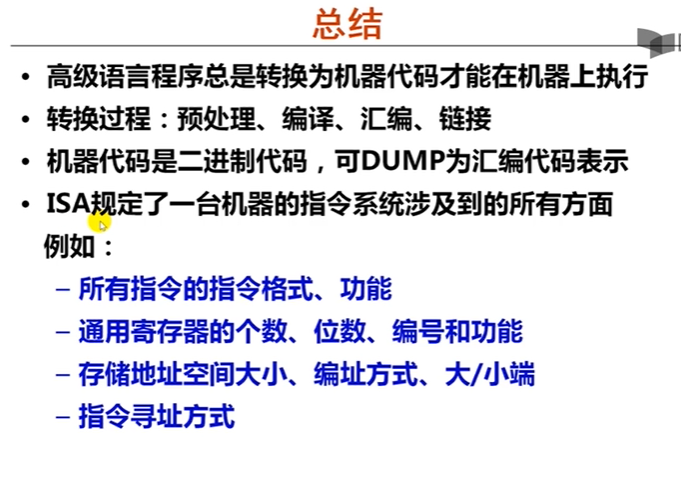 总结
• 高级语言程序总是转换为机器代码才能在机器上执行
• 转换过程：预处理、编译、汇编、链接
• 机器代码是二进制代码，可DUMP为汇编代码表示
• ISA规定了一台机器的指令系统涉及到的所有方面
例如：
– 所有指令的指令格式、功能
– 通用寄存器的个数、位数、编号和功能
– 存储地址空间大小、编址方式、大/小端
– 指令寻址方式